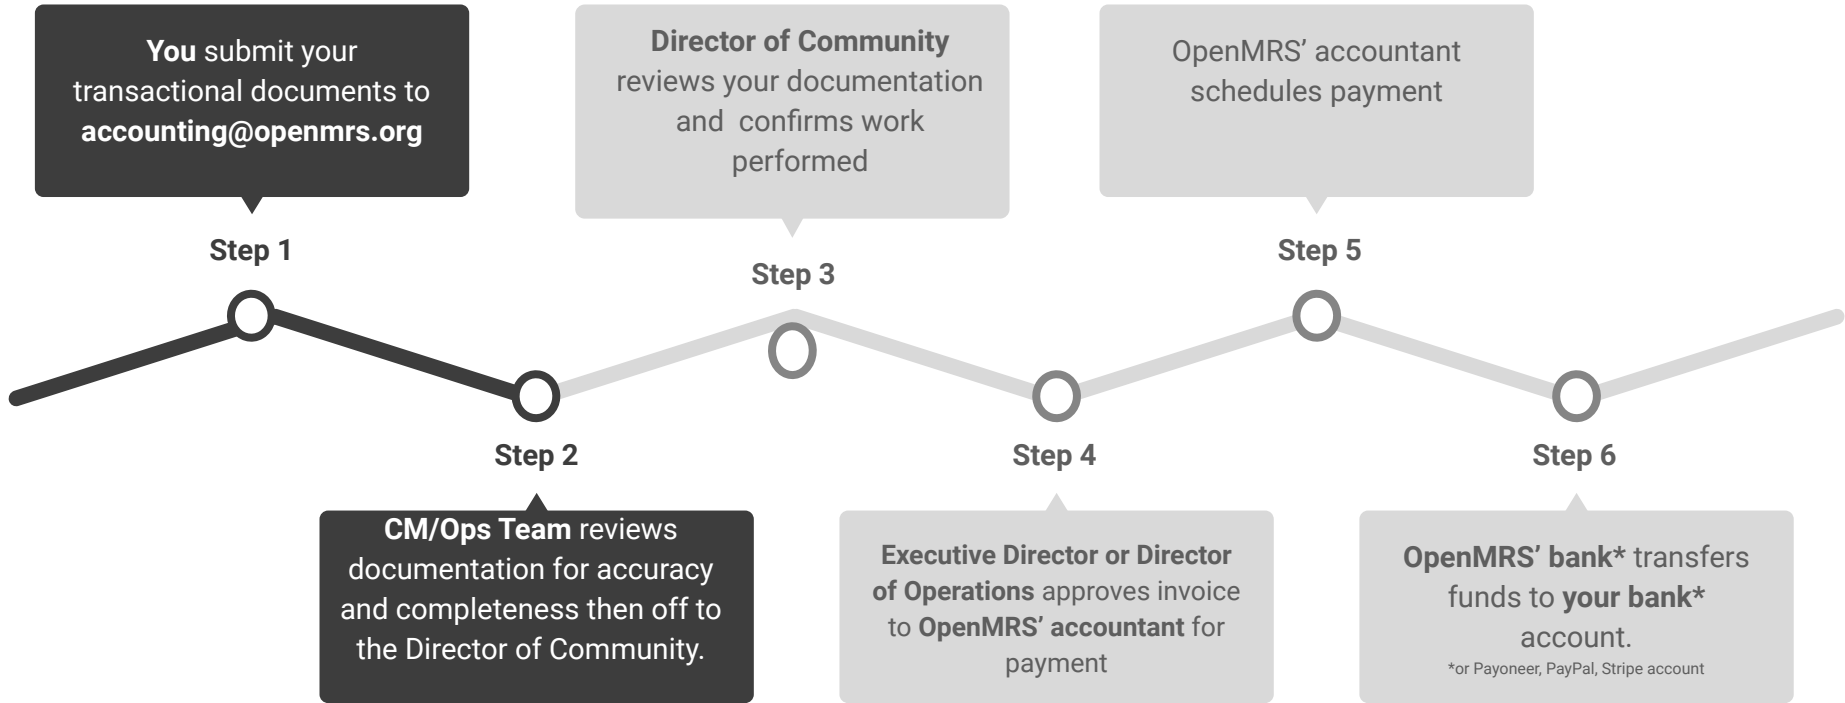 You submit your
transactional documents to
accounting@openmrs.org
Step 1
CM/Ops Team reviews
documentation for accuracy
and completeness then off to
the Director of Community.
Step 2
Director of Community
reviews your documentation
and  confirms work
performed
Step 3
Executive Director or Director
of Operations approves invoice
to OpenMRS’ accountant for
payment
Step 4
OpenMRS’ accountant
schedules payment
Step 5
OpenMRS’ bank* transfers
funds to your bank*
account.
*or Payoneer, PayPal, Stripe account
Step 6